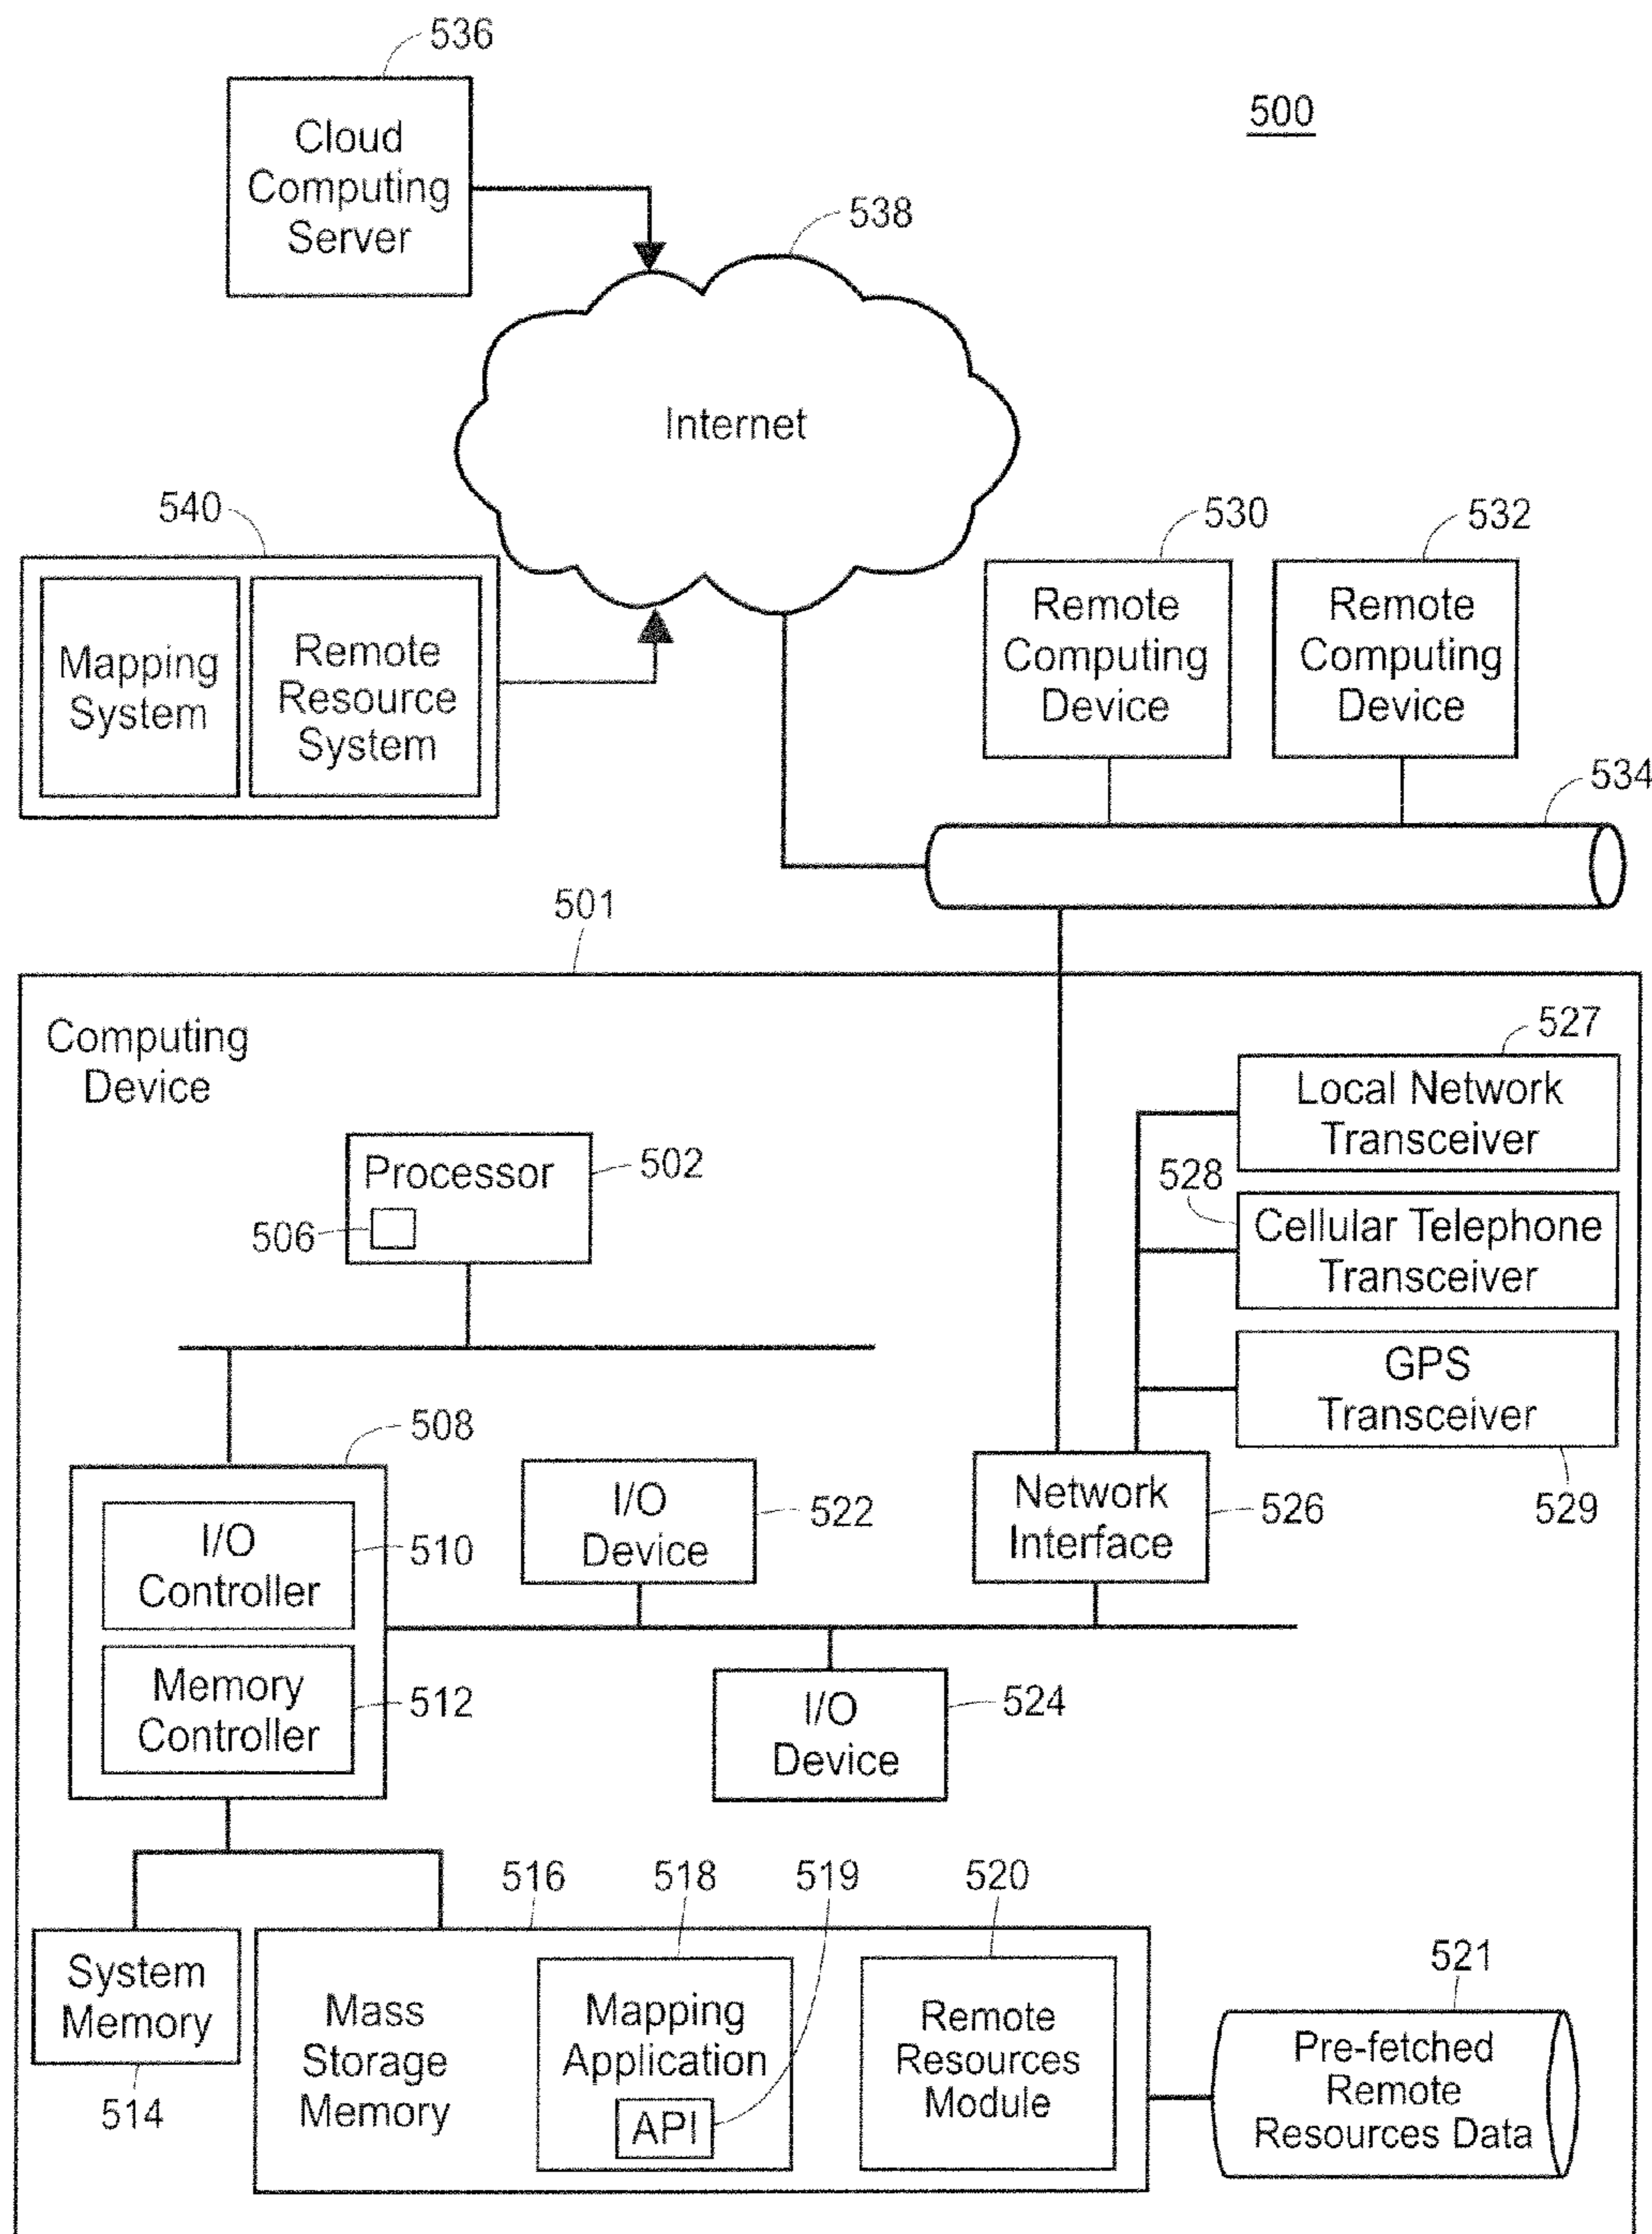 536
500
Cloud
Computing
Server
538
Internet
540
530
532
Mapping
System
Remote
Resource
System
Remote
Computing
Device
Remote
Computing
Device
534
501
Computing
Device
527
Local Network
Transceiver
Processor
502
506
528
Cellular Telephone
Transceiver
GPS
Transceiver
529
508
I/O
Controller
510
Memory
Controller
512
I/O
Device
522
Network
Interface
526
I/O
Device
524
516
518
519
520
System
Memory
514
Mass
Storage
Memory
Mapping
Application
API
Remote
Resources
Module
521
Pre-fetched
Remote
Resources Data